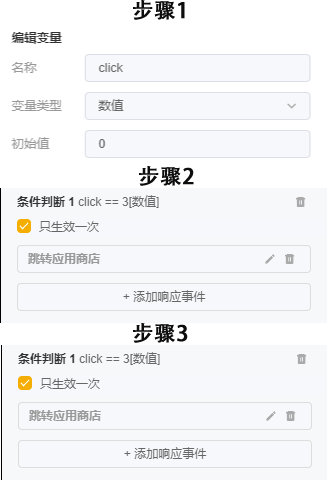 步骤1
编辑变量
名称 click
变量类型 数值
初始值 0
步骤2
条件判断 1 click == 3[数值]
只生效一次
跳转应用商店
+ 添加响应事件
步骤3
条件判断 1 click == 3[数值]
只生效一次
跳转应用商店
+ 添加响应事件